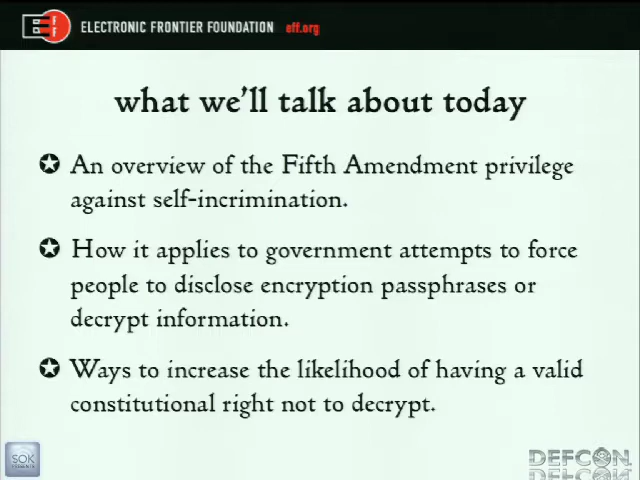 ELECTRONIC FRONTIER FOUNDATION eff.org
what we'll talk about today
An overview of the Fifth Amendment privilege
against self-incrimination.
How it applies to government attempts to force
people to disclose encryption passphrases or
decrypt information.
Ways to increase the likelihood of having a valid
constitutional right not to decrypt.
SOK
DEFCON